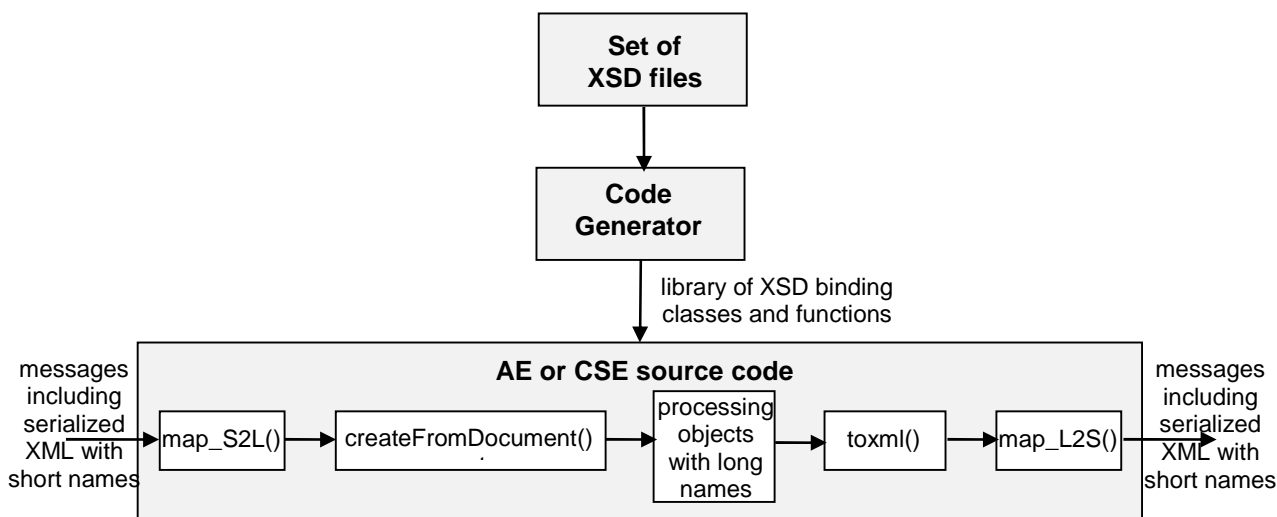 Set of
XSD files
Code
Generator
library of XSD binding
classes and functions
AE or CSE source code
messages
including
serialized
XML with
short names
map_S2L()
createFromDocument()
.
processing
objects
with long
names
toxml()
map_L2S()
messages
including
serialized
XML with
short names